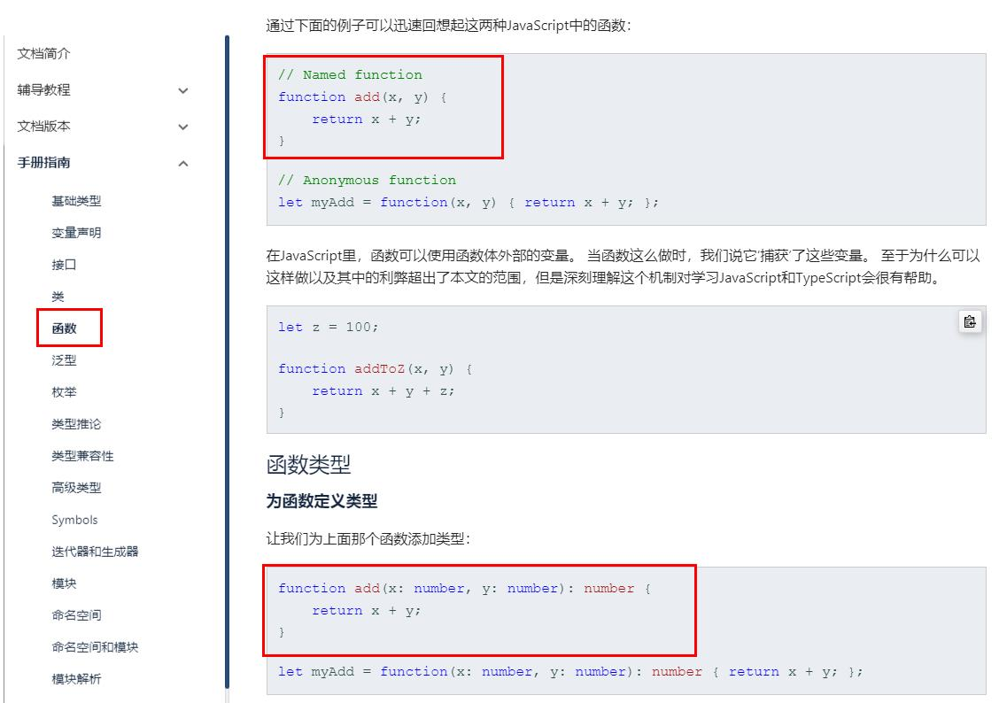 文档简介
辅导教程
文档版本
手册指南
基础类型
变量声明
接口
类
函数
泛型
枚举
类型推论
类型兼容性
高级类型
Symbols
迭代器和生成器
模块
命名空间
命名空间和模块
模块解析
通过下面的例子可以迅速回想起这两种JavaScript中的函数：
// Named function
function add(x, y) {
    return x + y;
}
// Anonymous function
let myAdd = function(x, y) { return x + y; };
在JavaScript里，函数可以使用函数体外部的变量。 当函数这么做时，我们说它‘捕获’了这些变量。 至于为什么可以
这样做以及其中的利弊超出了本文的范围，但是深刻理解这个机制对学习JavaScript和TypeScript会很有帮助。
let z = 100;
function addToZ(x, y) {
    return x + y + z;
}
函数类型
为函数定义类型
让我们为上面那个函数添加类型：
function add(x: number, y: number): number {
    return x + y;
}
let myAdd = function(x: number, y: number): number { return x + y; };